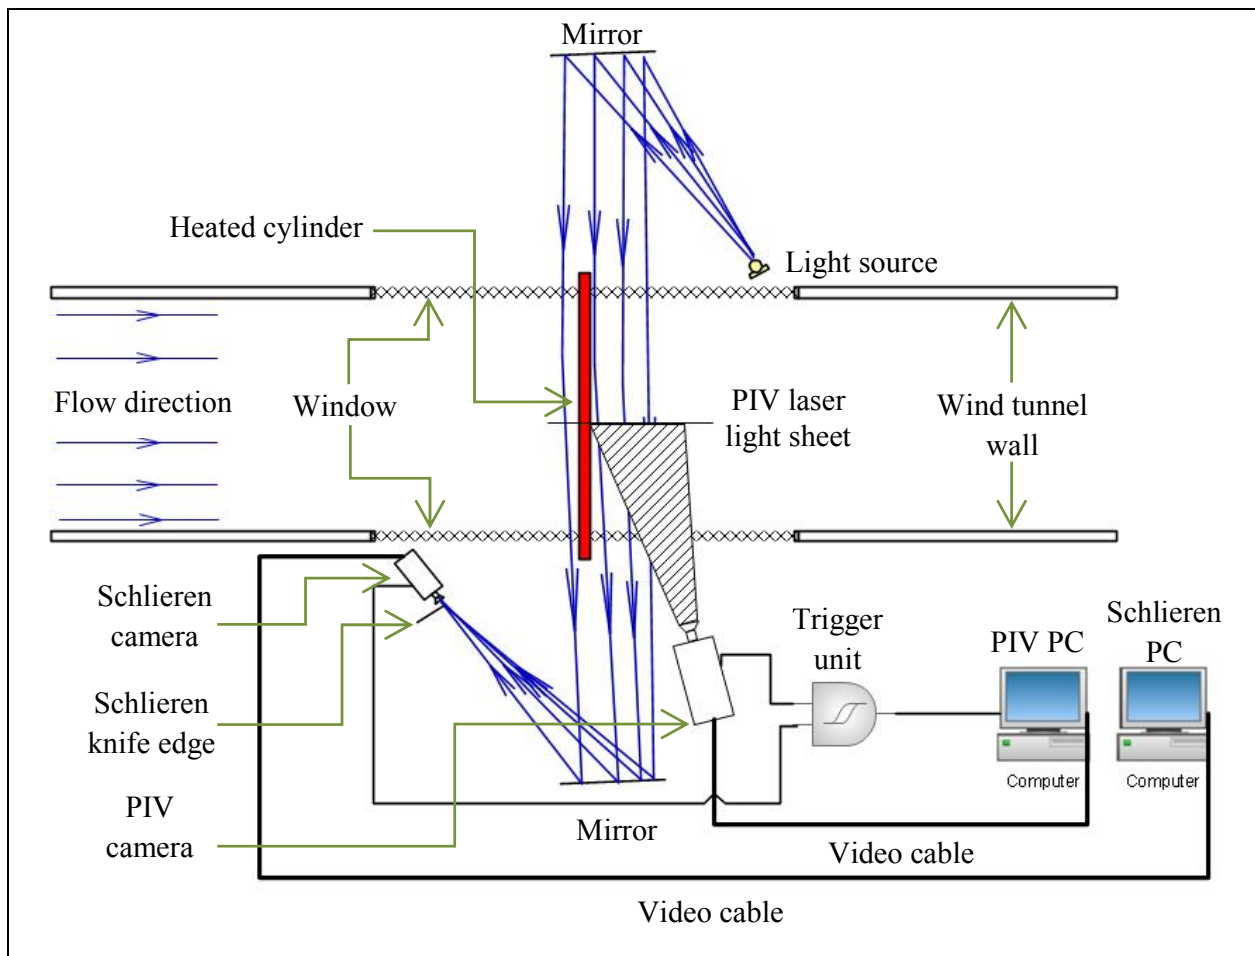 Mirror
Heated cylinder
Light source
Flow direction
Window
PIV laser
light sheet
Wind tunnel
wall
Schlieren
camera
Trigger
unit
PIV PC
Schlieren
PC
Schlieren
knife edge
Computer
Computer
PIV
camera
Mirror
Video cable
Video cable